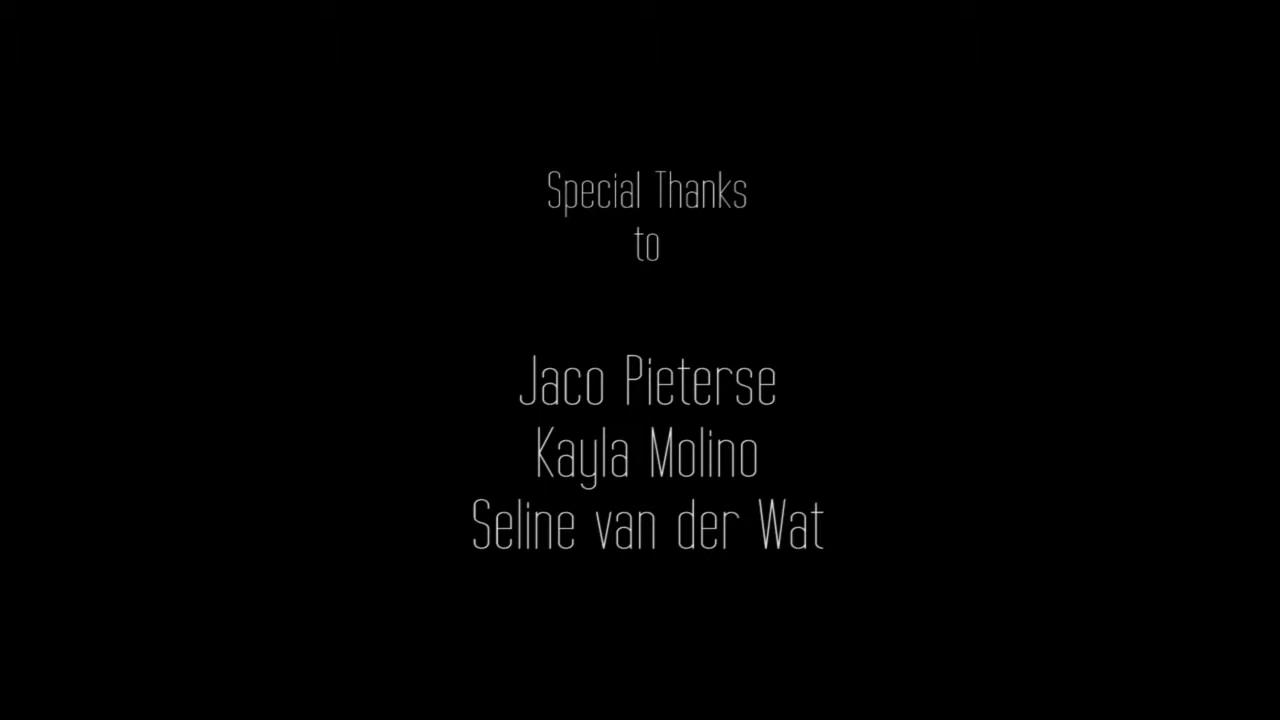 Special Thanks
to
Jaco Pieterse
Kayla Molino
Seline van der Wat